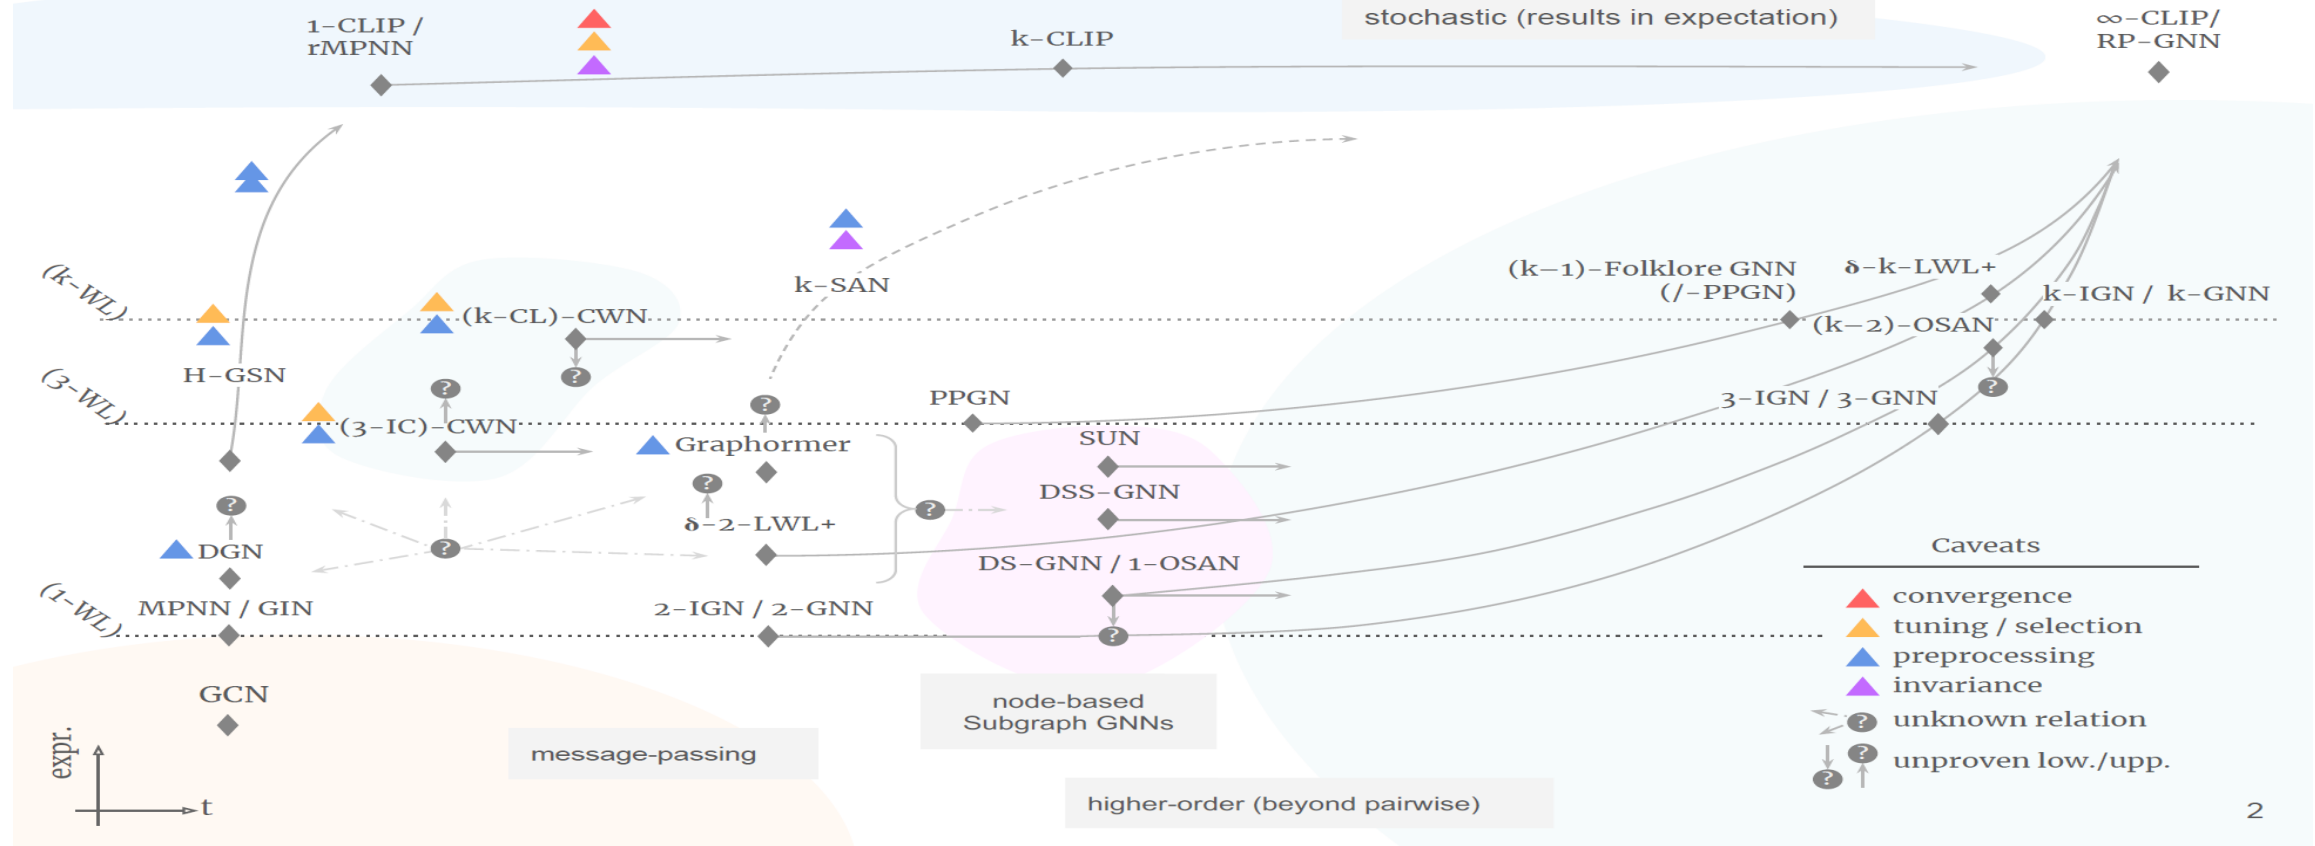 stochastic (results in expectation)
1-CLIP /
rMPNN
k-CLIP
∞-CLIP/
RP-GNN
k-SAN
(k-WL)
(k-CL)-CWN
(k-1)-Folklore GNN
(/-PPGN)
δ-k-LWL+
k-IGN / k-GNN
(k-2)-OSAN
H-GSN
?
?
?
(3-WL)
(3-IC)-CWN
?
PPGN
3-IGN / 3-GNN
Graphormer
SUN
?
DSS-GNN
?
?
δ-2-LWL+
DGN
?
DS-GNN / 1-OSAN
(1-WL)
MPNN / GIN
2-IGN / 2-GNN
?
GCN
node-based
Subgraph GNNs
message-passing
higher-order (beyond pairwise)
expr.
t
Caveats
convergence
tuning / selection
preprocessing
invariance
? unknown relation
? ? unproven low./upp.
2